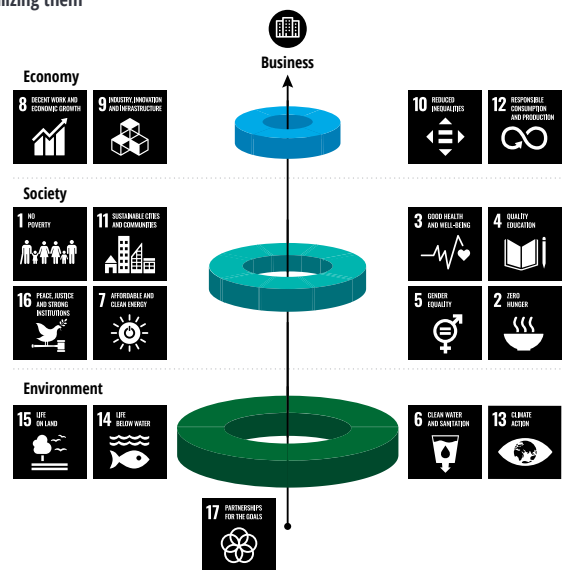 lizing them
Business
Economy
8 DECENT WORK AND
ECONOMIC GROWTH
9 INDUSTRY, INNOVATION
AND INFRASTRUCTURE
10 REDUCED
INEQUALITIES
12 RESPONSIBLE
CONSUMPTION
AND PRODUCTION
Society
1 NO
POVERTY
11 SUSTAINABLE CITIES
AND COMMUNITIES
3 GOOD HEALTH
AND WELL-BEING
4 QUALITY
EDUCATION
16 PEACE, JUSTICE
AND STRONG
INSTITUTIONS
7 AFFORDABLE AND
CLEAN ENERGY
5 GENDER
EQUALITY
2 ZERO
HUNGER
Environment
15 LIFE
ON LAND
14 LIFE
BELOW WATER
6 CLEAN WATER
AND SANITATION
13 CLIMATE
ACTION
17 PARTNERSHIPS
FOR THE GOALS